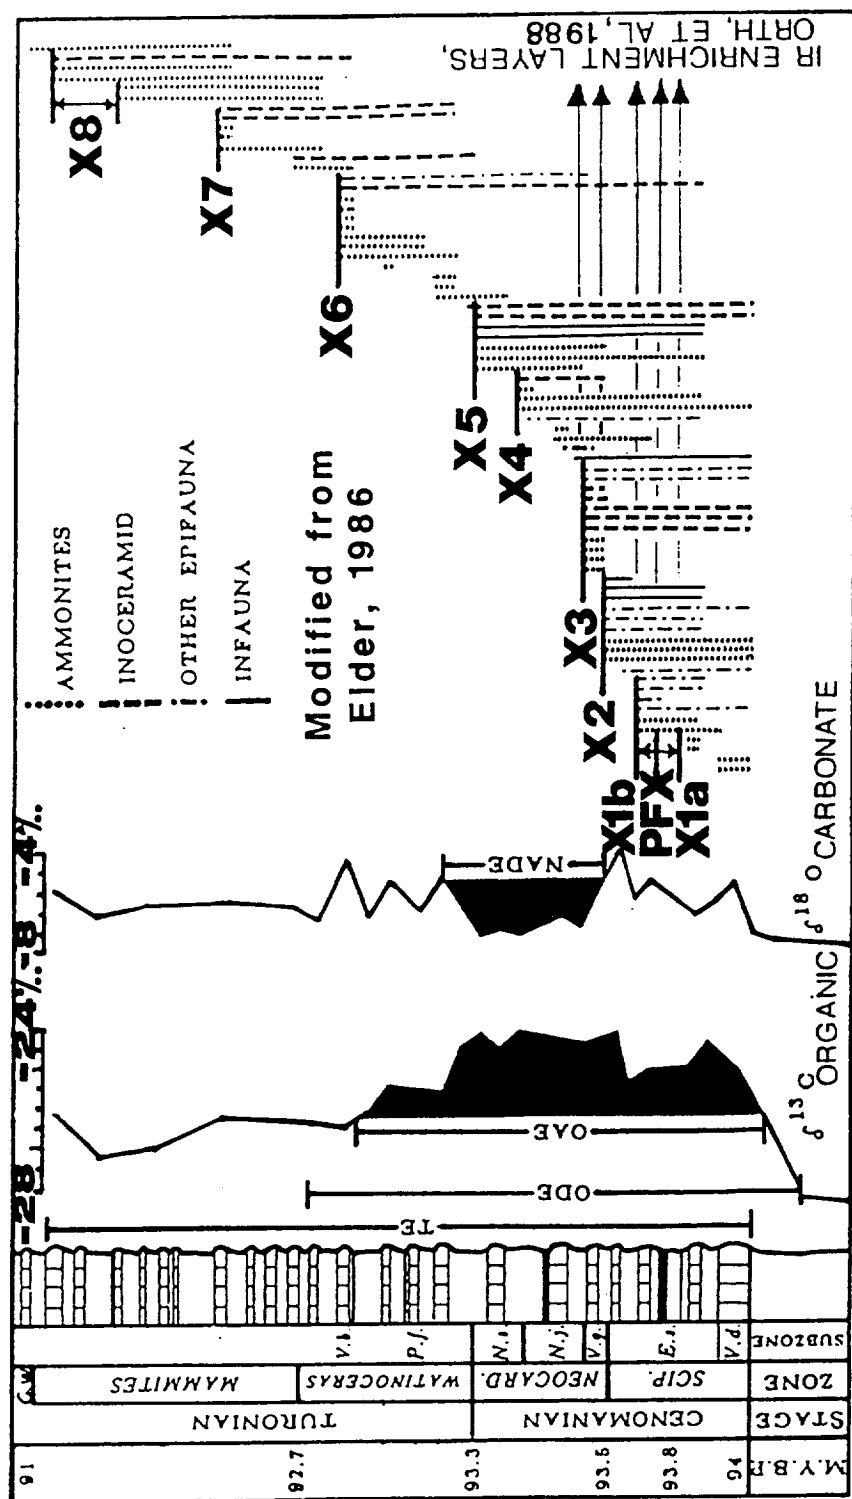 IR ENRICHMENT LAYERS,
ORTH, ET AL, 1988
X8
X7
X6
X5
X4
X3
X2
X1b
PFX
X1a
AMMONITES
INOCERAMID
OTHER EPIFAUNA
INFAUNA
Modified from
Elder, 1986
-8 -4‰
-28 -24‰
NADE
OAE
ODE
TE
δ18 O CARBONATE
δ13 C ORGANIC
SUBZONE
V.d.
E.s.
V.g.
N.j.
P.f.
V.b.
ZONE
SCIP.
NEOCARD.
WATINOCERAS
MAMMITES
STAGE
CENOMANIAN
TURONIAN
M.Y.B.P.
94
93.8
93.5
93.3
92.7
91